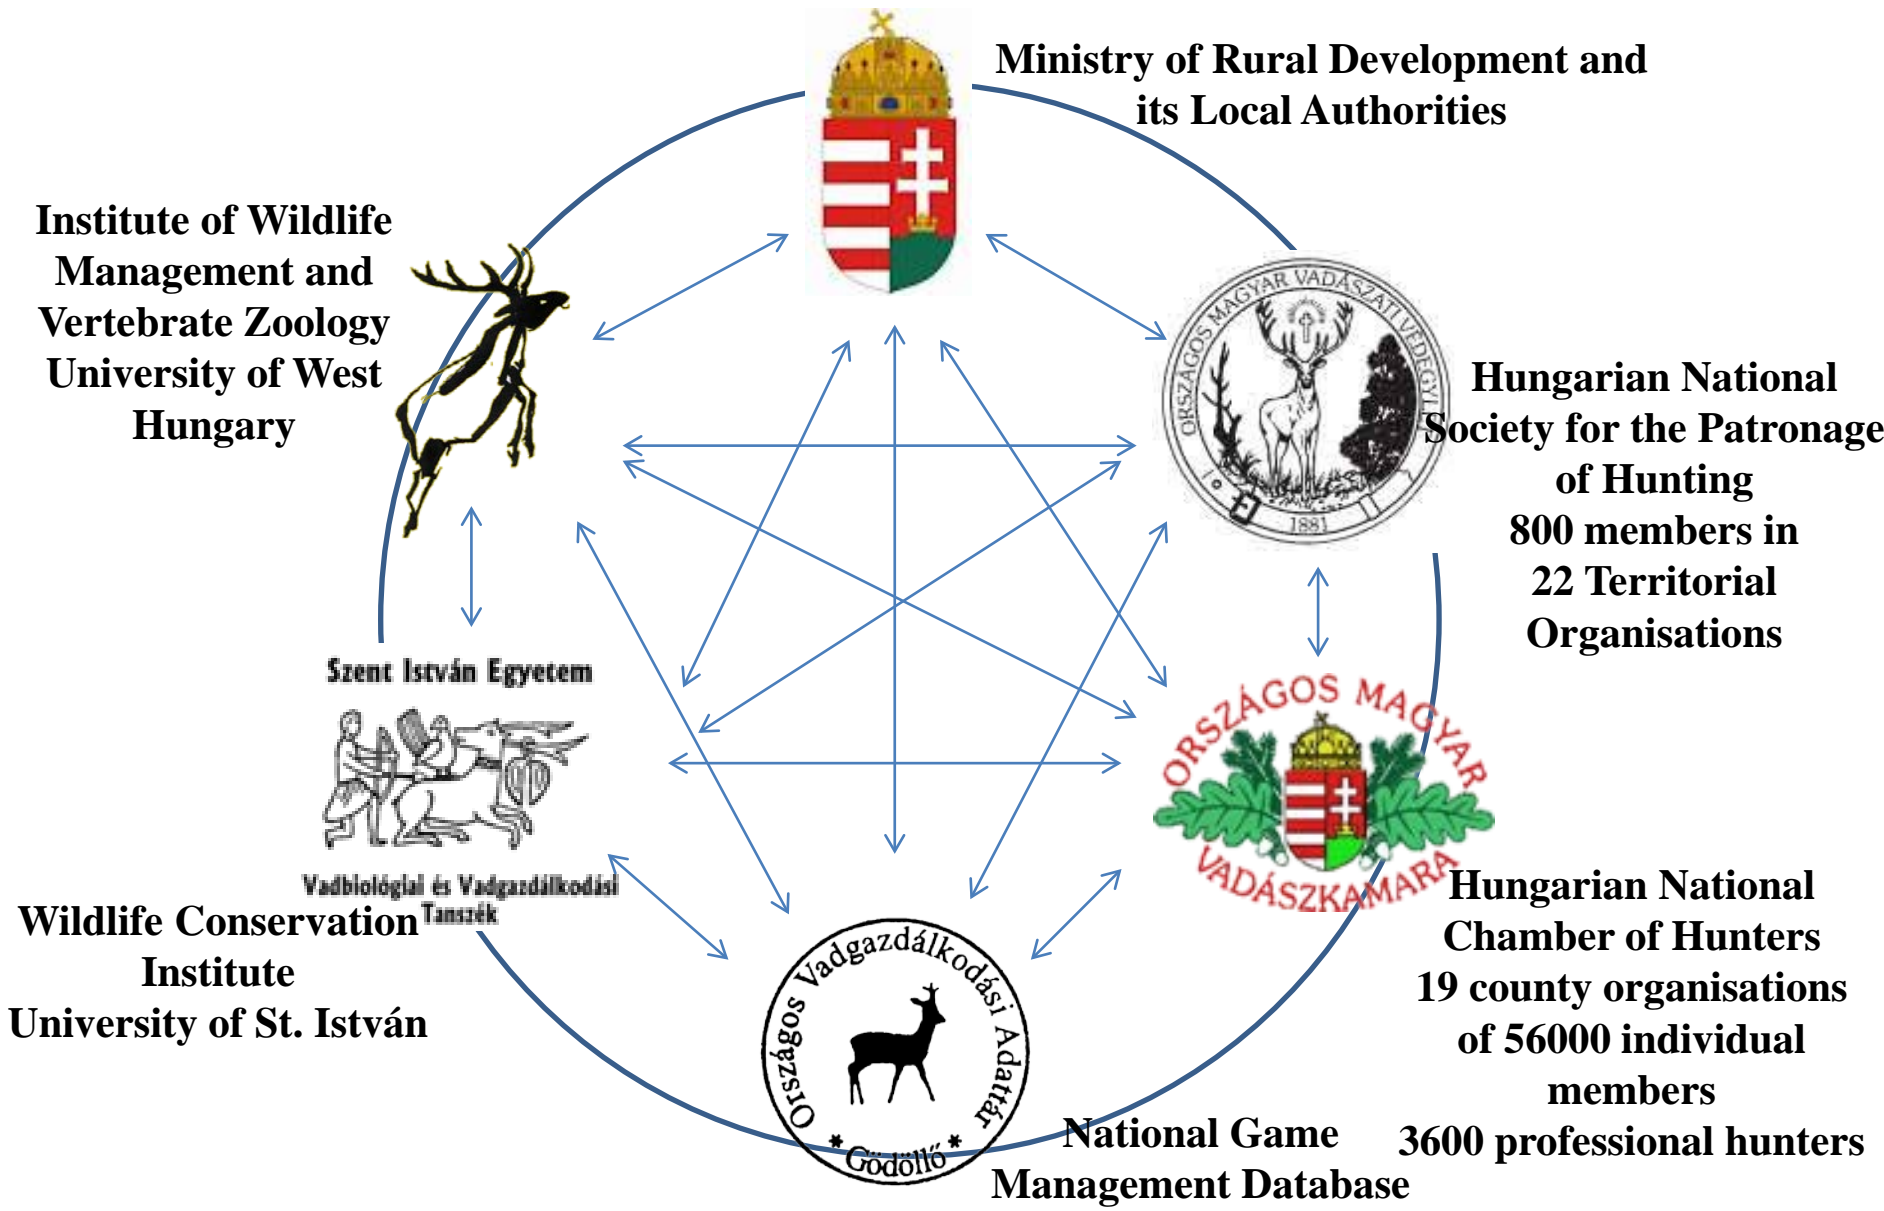 Ministry of Rural Development and
its Local Authorities
Institute of Wildlife
Management and
Vertebrate Zoology
University of West
Hungary
ORSZÁGOS MAGYAR VADÁSZATI VÉDEGYLET
1881
Hungarian National
Society for the Patronage
of Hunting
800 members in
22 Territorial
Organisations
Szent István Egyetem
Vadbiológiai és Vadgazdálkodási
Tanszék
Wildlife Conservation
Institute
University of St. István
ORSZÁGOS MAGYAR
VADÁSZKAMARA
Hungarian National
Chamber of Hunters
19 county organisations
of 56000 individual
members
3600 professional hunters
Országos Vadgazdálkodási Adattár
* Gödöllő *
National Game
Management Database